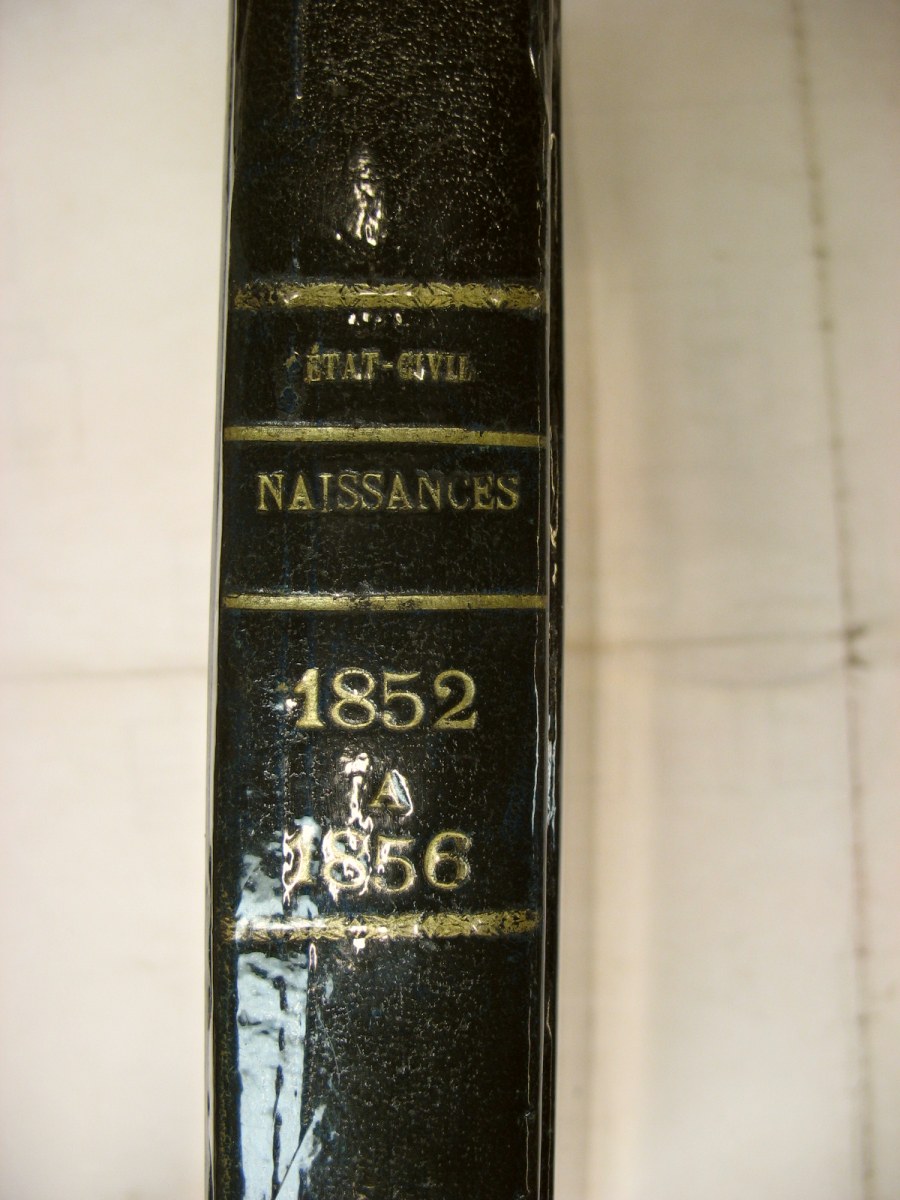 ÉTAT-CIVIL
NAISSANCES
1852
A
1856